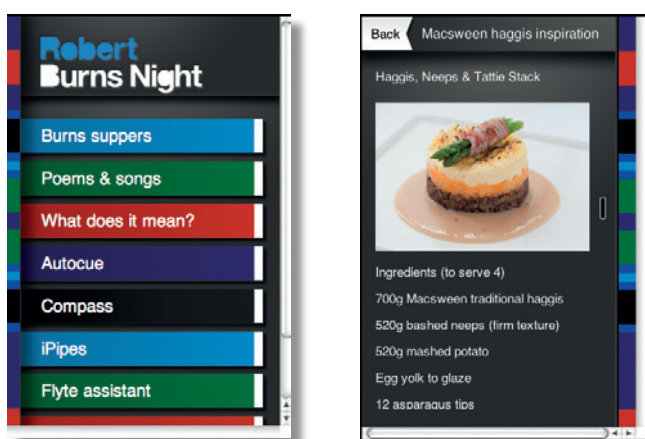 Robert
Burns Night
Burns suppers
Poems & songs
What does it mean?
Autocue
Compass
iPipes
Flyte assistant
Back
Macsween haggis inspiration
Haggis, Neeps & Tattie Stack
Ingredients (to serve 4)
700g Macsween traditional haggis
520g bashed neeps (firm texture)
520g mashed potato
Egg yolk to glaze
12 asparagus tips